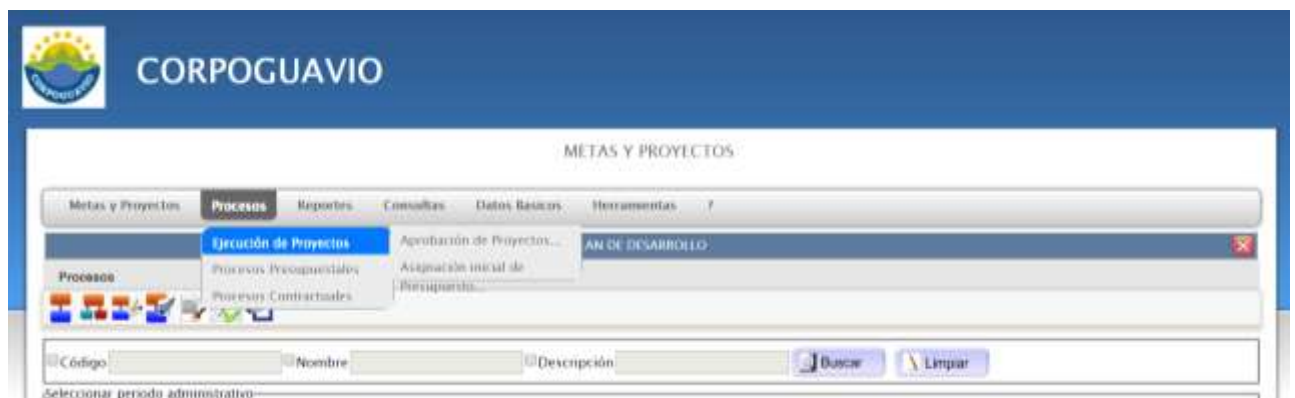 CORPOGUAVIO
CORPOGUAVIO
METAS Y PROYECTOS
Metas y Proyectos Procesos Reportes Consultas Datos Basicos Herramientas ?
Ejecución de Proyectos Aprobación de Proyectos... AN DE DESARROLLO
Procesos Procesos Presupuestales Asignación inicial de
Presupuesto...
Procesos Contractuales
Código Nombre Descripción Buscar Limpiar
Seleccionar periodo administrativo